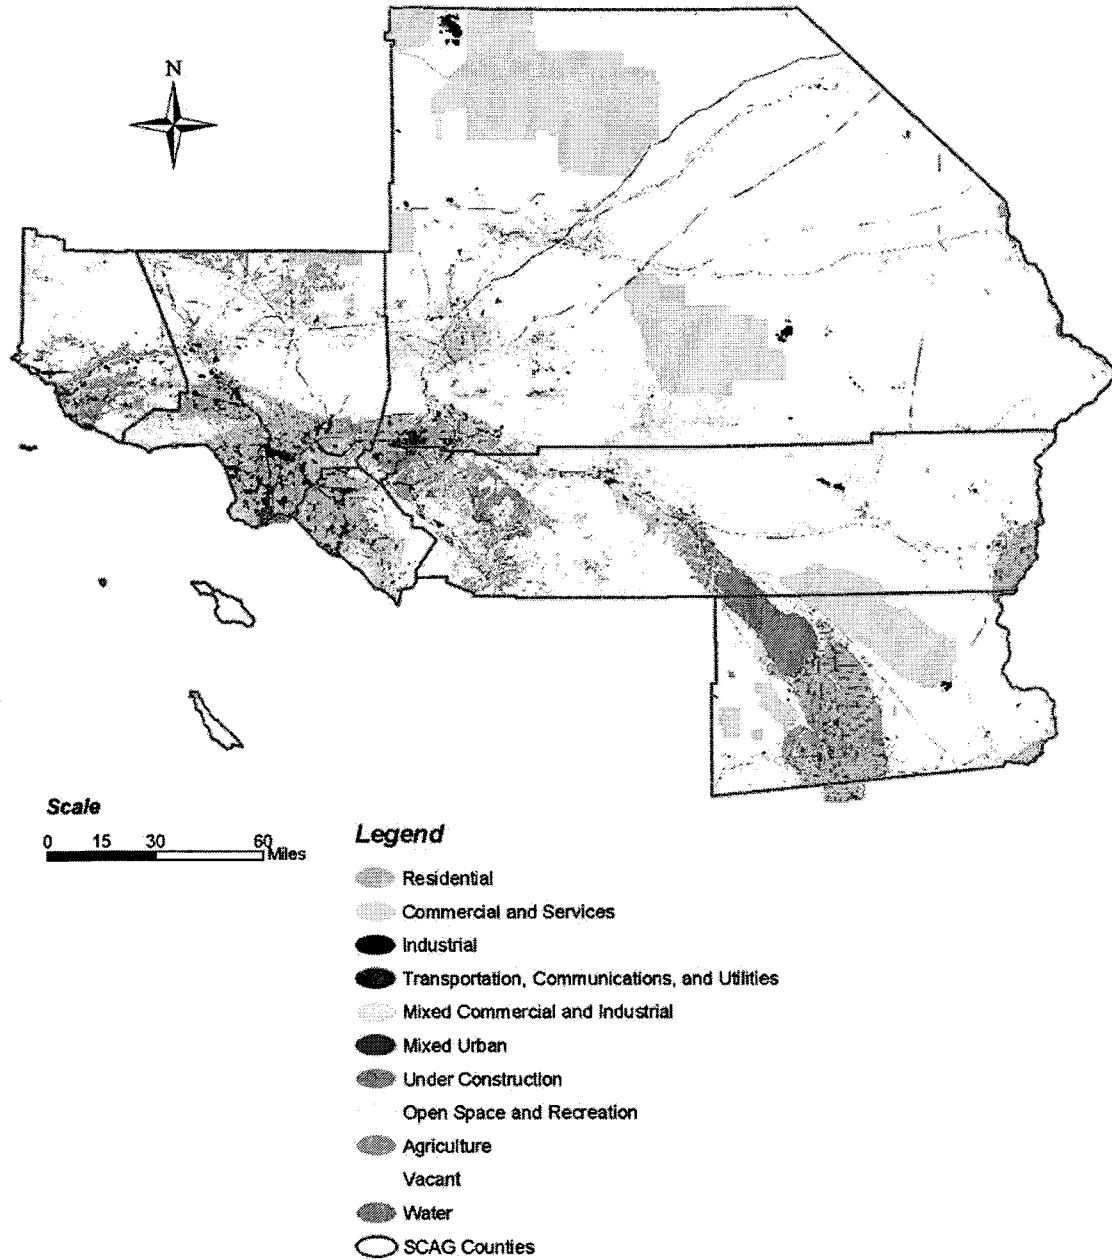 N
Scale
0 15 30 60
Miles
Legend
Residential
Commercial and Services
Industrial
Transportation, Communications, and Utilities
Mixed Commercial and Industrial
Mixed Urban
Under Construction
Open Space and Recreation
Agriculture
Vacant
Water
SCAG Counties